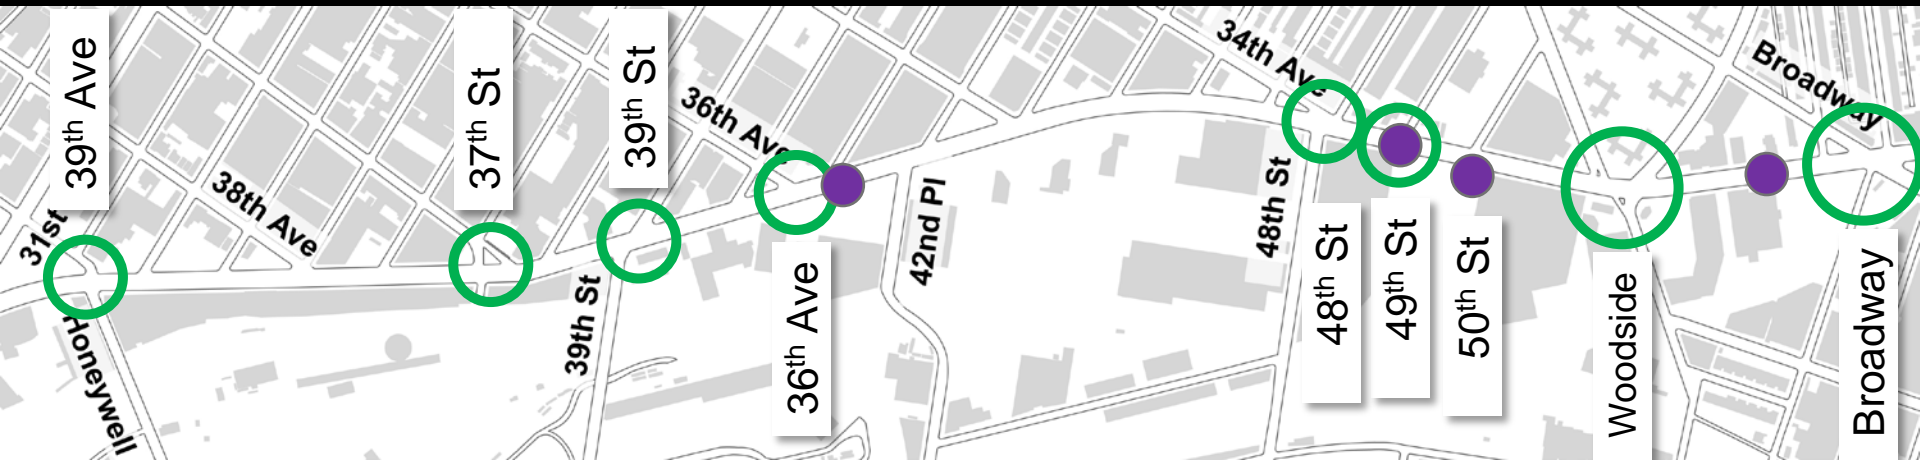 39th Ave
37th St
39th St
36th Ave
34th Ave
Broadway
31st
38th Ave
42nd Pl
48th St
39th St
Honeywell
36th Ave
48th St
49th St
50th St
Woodside
Broadway